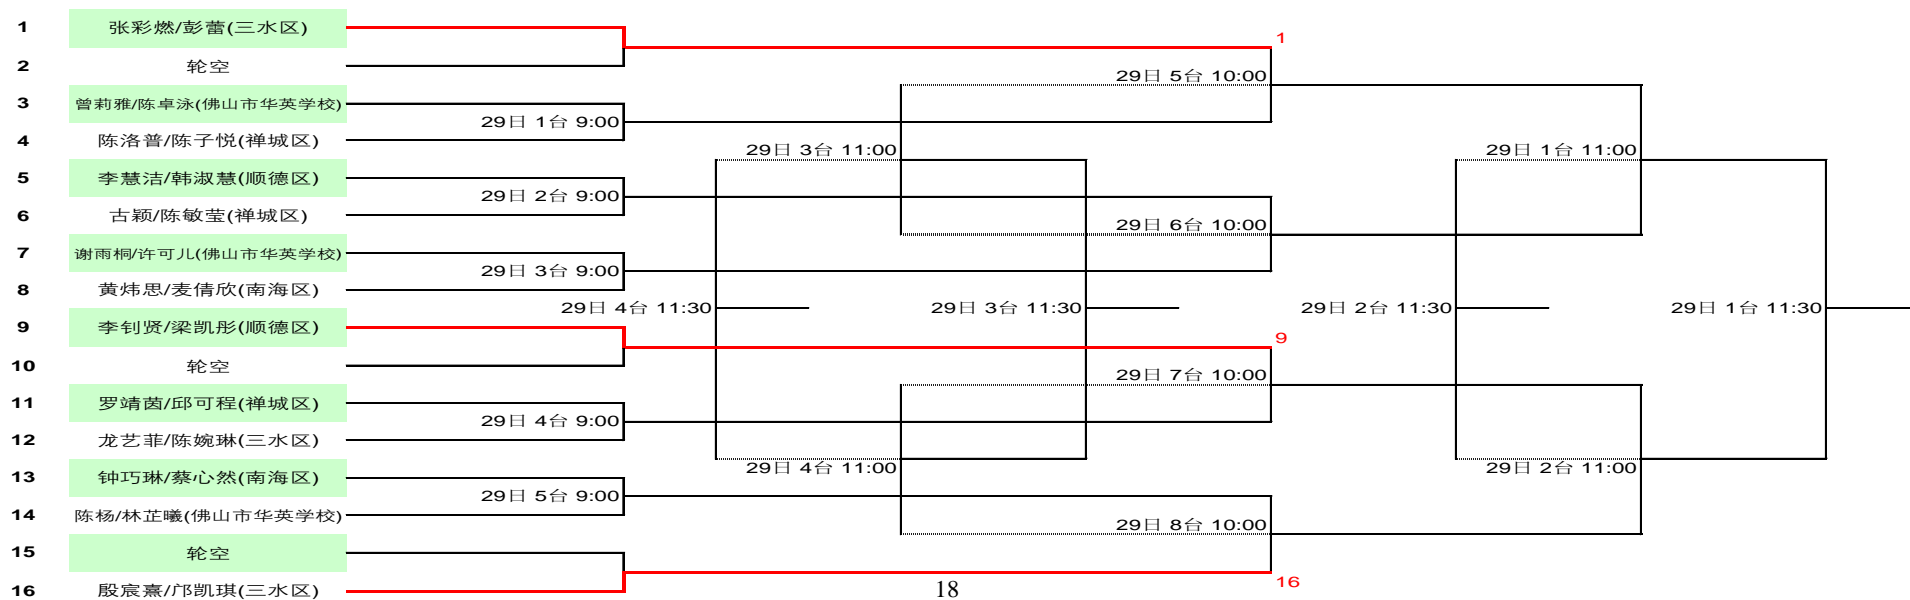 1 张彩燃/彭蕾(三水区)
1
2 轮空
29日 5台 10:00
3 曾莉雅/陈卓泳(佛山市华英学校)
29日 1台 9:00
4 陈洛普/陈子悦(禅城区)
29日 3台 11:00
29日 1台 11:00
5 李慧洁/韩淑慧(顺德区)
29日 2台 9:00
6 古颖/陈敏莹(禅城区)
29日 6台 10:00
7 谢雨桐/许可儿(佛山市华英学校)
29日 3台 9:00
8 黄炜思/麦倩欣(南海区)
29日 4台 11:30
29日 3台 11:30
29日 2台 11:30
29日 1台 11:30
9 李钊贤/梁凯彤(顺德区)
9
10 轮空
29日 7台 10:00
11 罗靖茵/邱可程(禅城区)
29日 4台 9:00
12 龙艺菲/陈婉琳(三水区)
29日 4台 11:00
29日 2台 11:00
13 钟巧琳/蔡心然(南海区)
29日 5台 9:00
14 陈杨/林芷曦(佛山市华英学校)
29日 8台 10:00
15 轮空
16
16 殷宸熹/邝凯琪(三水区)
18